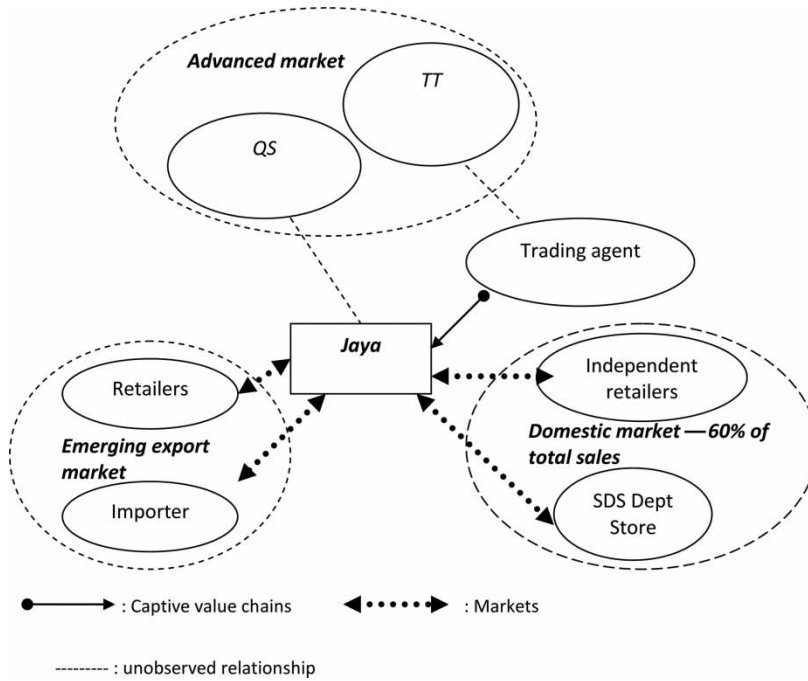 Advanced market
TT
QS
Trading agent
Jaya
Retailers
Independent
retailers
Emerging export
market
Domestic market —60% of
total sales
Importer
SDS Dept
Store
: Captive value chains
: Markets
: unobserved relationship